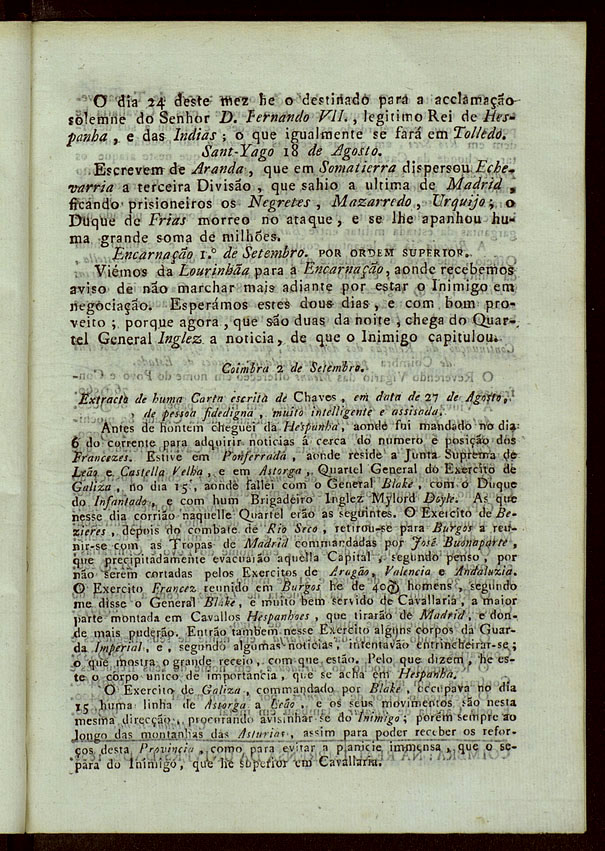 O dia 24 deste mez he o destinado para a acclamação
solemne do Senhor D. Fernando VII., legitimo Rei de Hes-
panha, e das Indias; o que igualmente se fará em Tolledo.
Sant-Yago 18 de Agosto.
Escrevem de Aranda, que em Somatierra dispersou Eche-
varria a terceira Divisão, que sahio a ultima de Madrid,
ficando prisioneiros os Negretes, Mazarredo, Urquijo; o
Duque de Frias morreo no ataque, e se lhe apanhou hu-
ma grande soma de milhões.
Encarnação 1.º de Setembro. POR ORDEM SUPERIOR.
Viémos da Lourinhãa para a Encarnação, aonde recebemos
aviso de não marchar mais adiante por estar o Inimigo em
negociação. Esperámos estes dous dias, e com bom pro-
veito; porque agora, que são duas da noite, chega do Quar-
tel General Inglez a noticia, de que o Inimigo capitulou.
Coimbra 2 de Setembro.
Extracto de huma Carta escrita de Chaves, em data de 27 de Agosto,
de pessoa fidedigna, muito intelligente e assisada.
Antes de hontem cheguei da Hespanha, aonde fui mandado no dia
6 do corrente para adquirir noticias á cerca do numero e posição dos
Francezes. Estive em Ponferrada, aonde reside a Junta Suprema de
Leão e Castella Velha, e em Astorga, Quartel General do Exercito de
Galiza, no dia 15, aonde fallei com o General Blake, com o Duque
do Infantado, e com hum Brigadeiro Inglez Mylord Doyle. As que
nesse dia corrião naquelle Quartel erão as seguintes. O Exercito de Be-
zieres, depois do combate de Rio Seco, retirou-se para Burgos a reu-
nir-se com as Tropas de Madrid commandadas por José Buonaparte,
que precipitadamente evacuarão aquella Capital, segundo penso, por
não serem cortadas pelos Exercitos de Aragão, Valencia e Andaluzia.
O Exercito Francez reunido em Burgos he de 40@ homens, segundo
me disse o General Blake, e muito bem servido de Cavallaria, a maior
parte montada em Cavallos Hespanhoes, que tirarão de Madrid, e don-
de mais puderão. Entrão tambem nesse Exercito alguns corpos da Guar-
da Imperial, e, segundo algumas noticias, intentavão entrincheirar-se;
o que mostra o grande receio, com que estão. Pelo que dizem, he es-
te o corpo unico de importância, que se acha em Hespanha.
O Exercito de Galiza, commandado por Blake, occupava no dia
15 huma linha de Astorga a Leão, e os seus movimentos são nesta
mesma direcção, procurando avisinhar-se do Inimigo; porém sempre ao
longo das montanhas das Asturias, assim para poder receber os refor-
ços desta Provincia, como para evitar a planicie immensa, que o se-
pára do Inimigo, que he superior em Cavallaria.